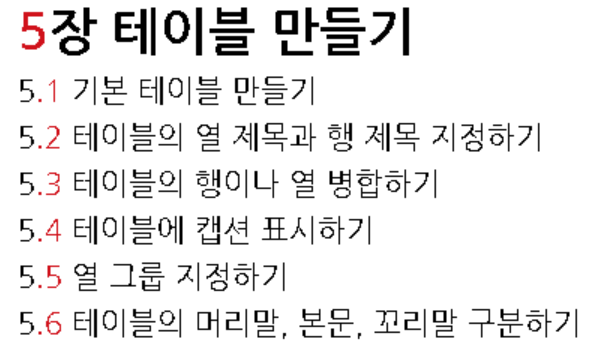 5장 테이블 만들기
5.1 기본 테이블 만들기
5.2 테이블의 열 제목과 행 제목 지정하기
5.3 테이블의 행이나 열 병합하기
5.4 테이블에 캡션 표시하기
5.5 열 그룹 지정하기
5.6 테이블의 머리말, 본문, 꼬리말 구분하기